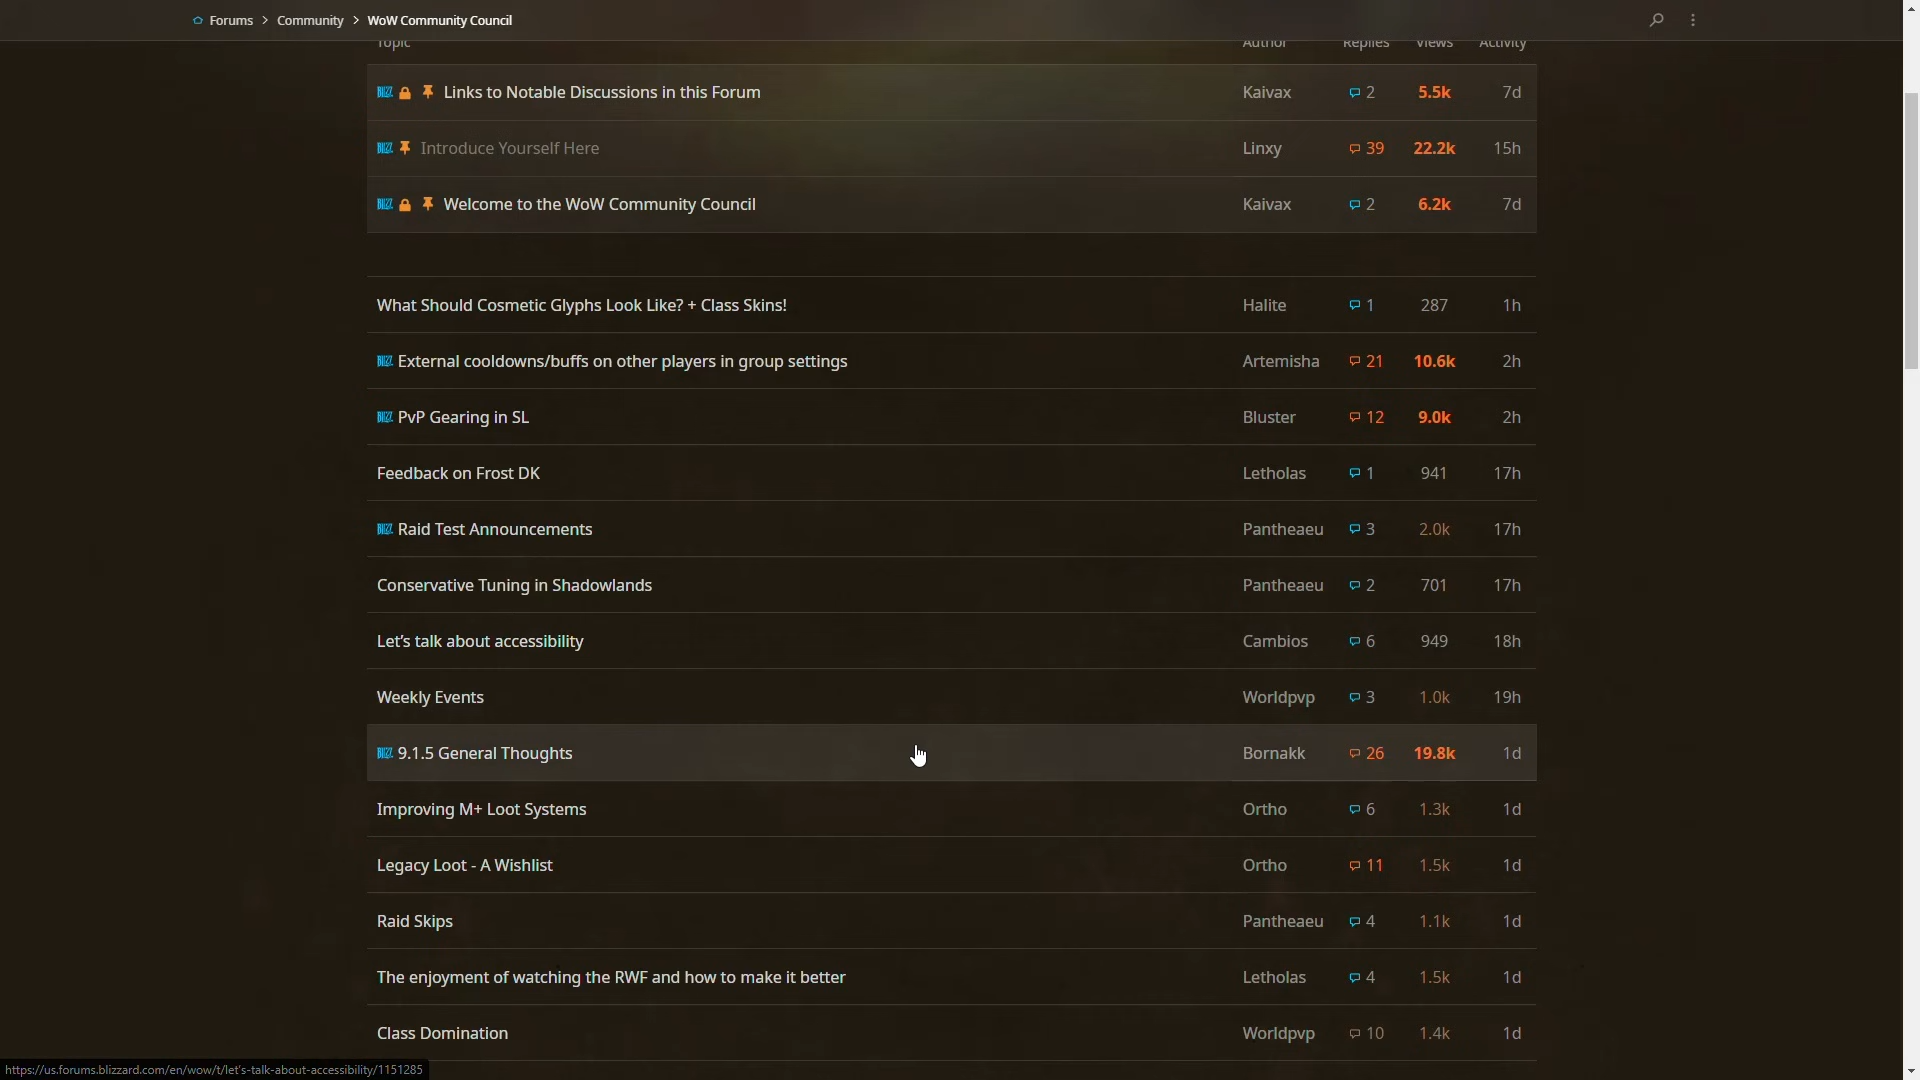 Forums > Community > WoW Community Council
Topic Author Replies Views Activity
BLIZZ Links to Notable Discussions in this Forum Kaivax 2 5.5k 7d
BLIZZ Introduce Yourself Here Linxy 39 22.2k 15h
BLIZZ Welcome to the WoW Community Council Kaivax 2 6.2k 7d
What Should Cosmetic Glyphs Look Like? + Class Skins! Halite 1 287 1h
BLIZZ External cooldowns/buffs on other players in group settings Artemisha 21 10.6k 2h
BLIZZ PvP Gearing in SL Bluster 12 9.0k 2h
Feedback on Frost DK Letholas 1 941 17h
BLIZZ Raid Test Announcements Pantheaeu 3 2.0k 17h
Conservative Tuning in Shadowlands Pantheaeu 2 701 17h
Let's talk about accessibility Cambios 6 949 18h
Weekly Events Worldpvp 3 1.0k 19h
BLIZZ 9.1.5 General Thoughts Bornakk 26 19.8k 1d
Improving M+ Loot Systems Ortho 6 1.3k 1d
Legacy Loot - A Wishlist Ortho 11 1.5k 1d
Raid Skips Pantheaeu 4 1.1k 1d
The enjoyment of watching the RWF and how to make it better Letholas 4 1.5k 1d
Class Domination Worldpvp 10 1.4k 1d
https://us.forums.blizzard.com/en/wow/t/let's-talk-about-accessibility/1151285